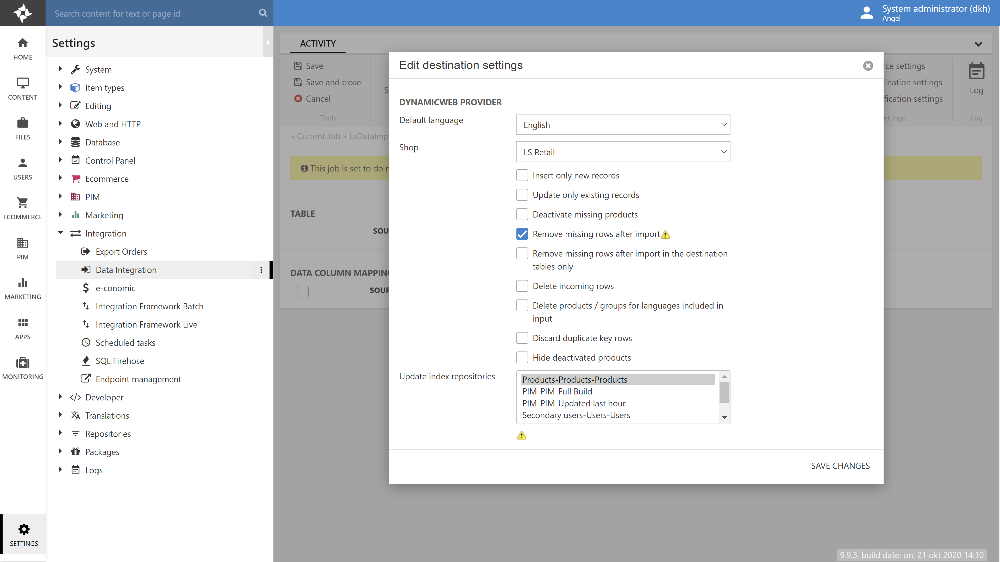 Search content for text or page id
System administrator (dkh)
Angel
HOME
CONTENT
FILES
USERS
ECOMMERCE
PIM
MARKETING
APPS
MONITORING
SETTINGS
Settings
System
Item types
Editing
Web and HTTP
Database
Control Panel
Ecommerce
PIM
Marketing
Integration
Export Orders
Data Integration
e-conomic
Integration Framework Batch
Integration Framework Live
Scheduled tasks
SQL Firehose
Endpoint management
Developer
Translations
Repositories
Packages
Logs
ACTIVITY
Save
Save and close
Cancel
Tools
S
rce settings
tination settings
fication settings
ettings
Log
Log
» Current Job » LsDataImp
This job is set to do
TABLE
SOU
DATA COLUMN MAPPING
SOUR
Edit destination settings
DYNAMICWEB PROVIDER
Default language
English
Shop
LS Retail
Insert only new records
Update only existing records
Deactivate missing products
Remove missing rows after import
Remove missing rows after import in the destination
tables only
Delete incoming rows
Delete products / groups for languages included in
input
Discard duplicate key rows
Hide deactivated products
Update index repositories
Products-Products-Products
PIM-PIM-Full Build
PIM-PIM-Updated last hour
Secondary users-Users-Users
SAVE CHANGES
9.9.3, build date: on, 21 okt 2020 14:10